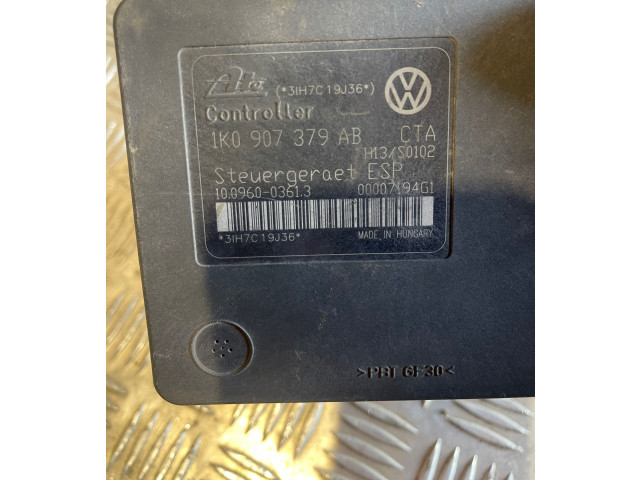 Ate (*3IH7C19J36*)
Controller
1K0 907 379 AB CTA
H13/S0102
Steuergeraet ESP
10.0960-0361.3 00007194G1
*3IH7C19J36* MADE IN HUNGARY
>PBT GF30<